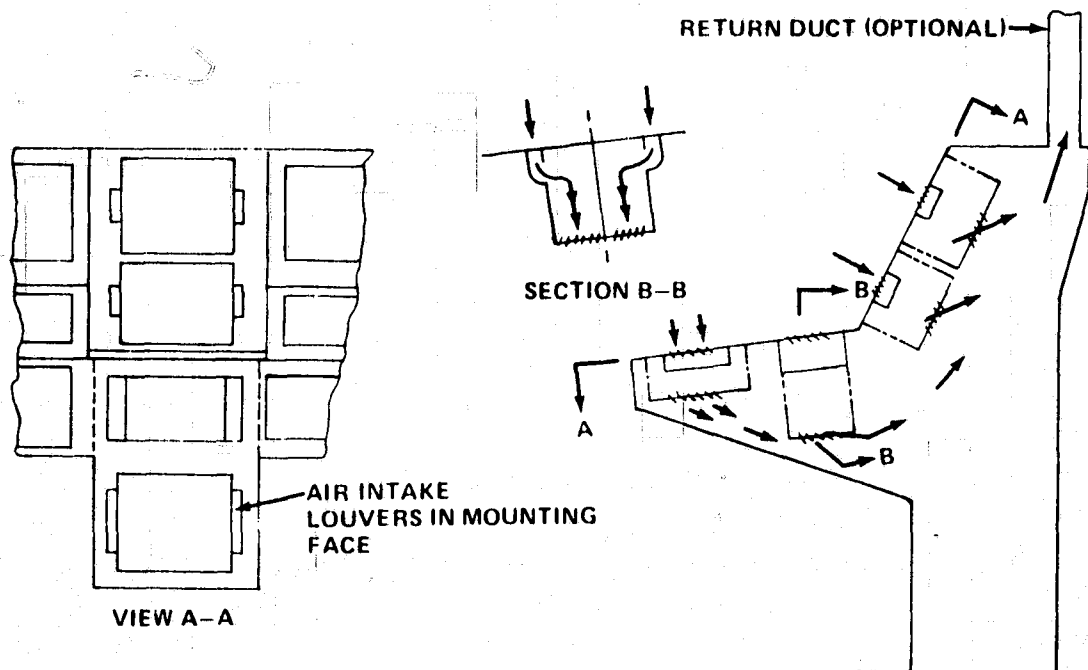 RETURN DUCT (OPTIONAL)
A
SECTION B–B
B
A
B
AIR INTAKE
LOUVERS IN MOUNTING
FACE
VIEW A–A